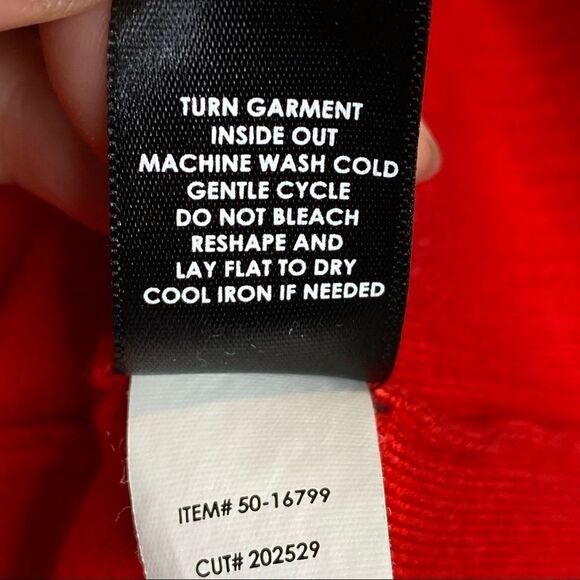 TURN GARMENT
INSIDE OUT
MACHINE WASH COLD
GENTLE CYCLE
DO NOT BLEACH
RESHAPE AND
LAY FLAT TO DRY
COOL IRON IF NEEDED
ITEM# 50-16799
CUT# 202529